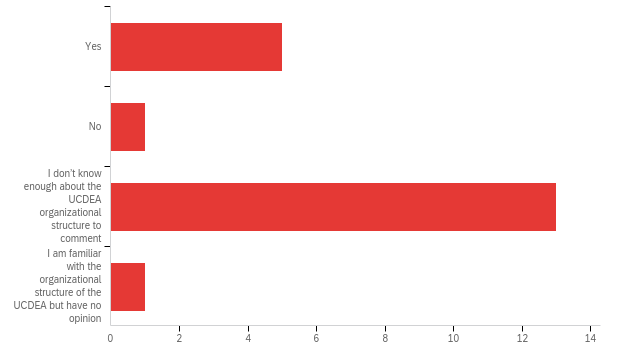 Yes
No
I don't know
enough about the
UCDEA
organizational
structure to
comment
I am familiar
with the
organizational
structure of the
UCDEA but have no
opinion
0 2 4 6 8 10 12 14